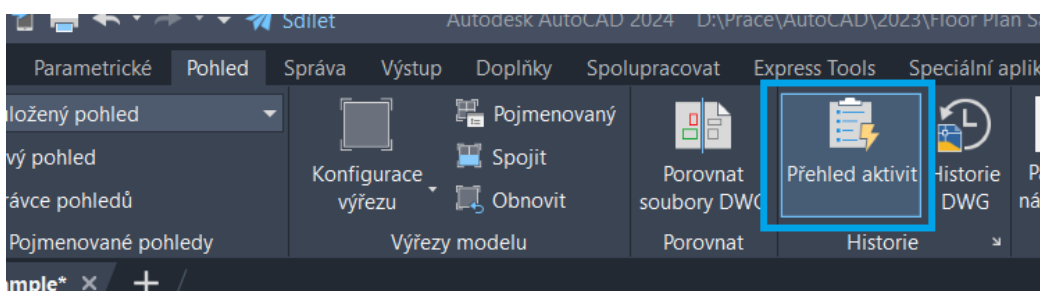 Sdílet Autodesk AutoCAD 2024 D:\Prace\AutoCAD\2023\Floor Plan
Parametrické Pohled Správa Výstup Doplňky Spolupracovat Express Tools Speciální aplik
uložený pohled
vý pohled
rávce pohledů
Pojmenované pohledy
Konfigurace
výřezu
Pojmenovaný
Spojit
Obnovit
Výřezy modelu
Porovnat
soubory DWG
Porovnat
Přehled aktivit
Historie
DWG
Historie
ná
ample*